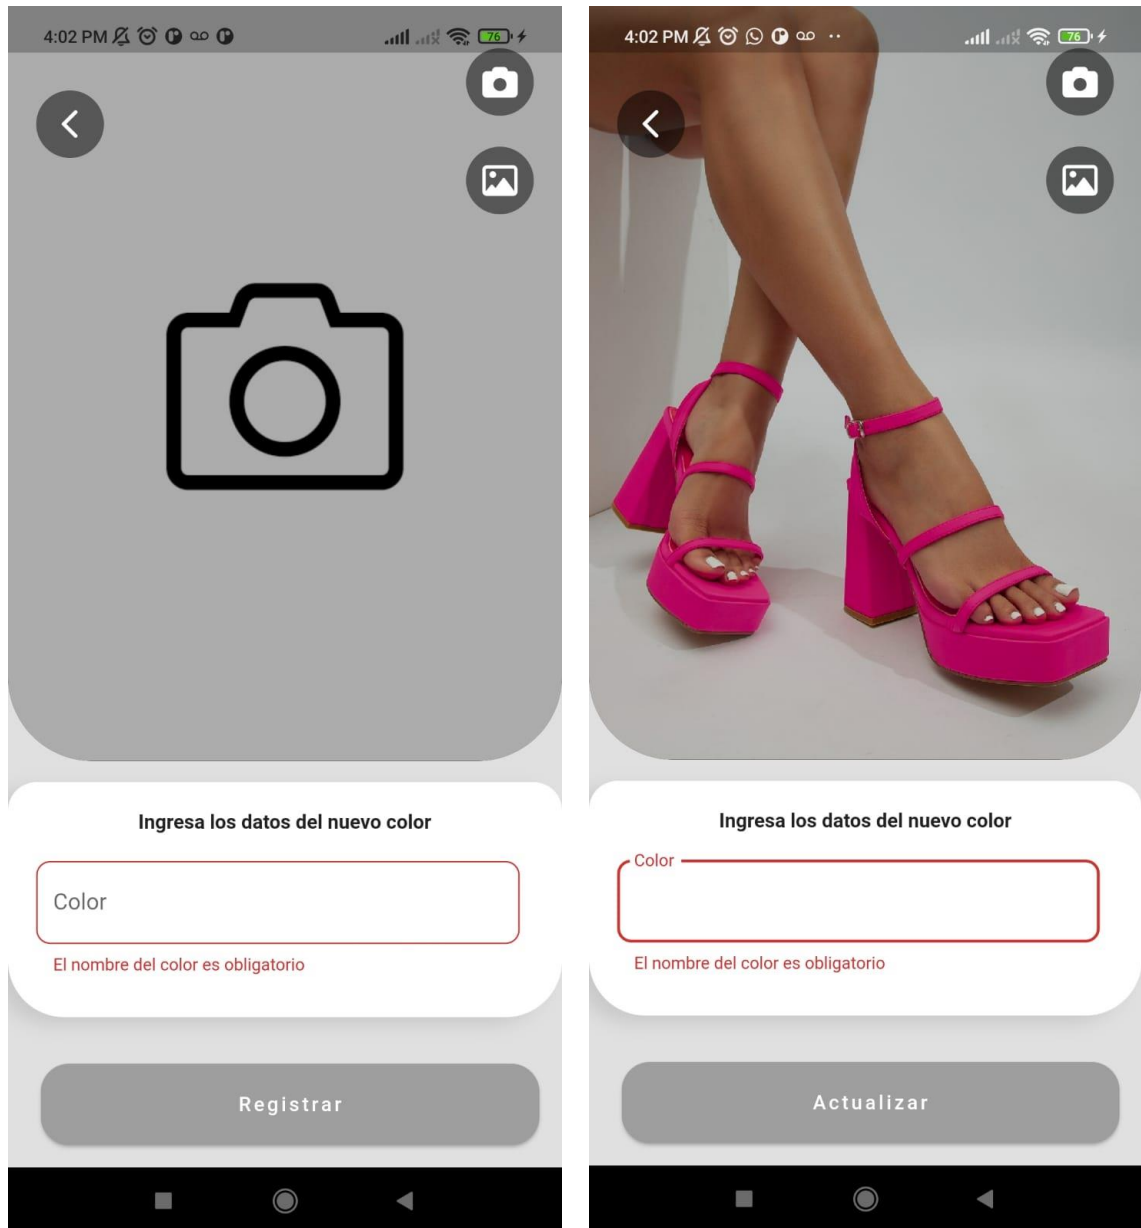 4:02 PM
76
Ingresa los datos del nuevo color
Color
El nombre del color es obligatorio
Registrar
4:02 PM
76
Ingresa los datos del nuevo color
Color
El nombre del color es obligatorio
Actualizar